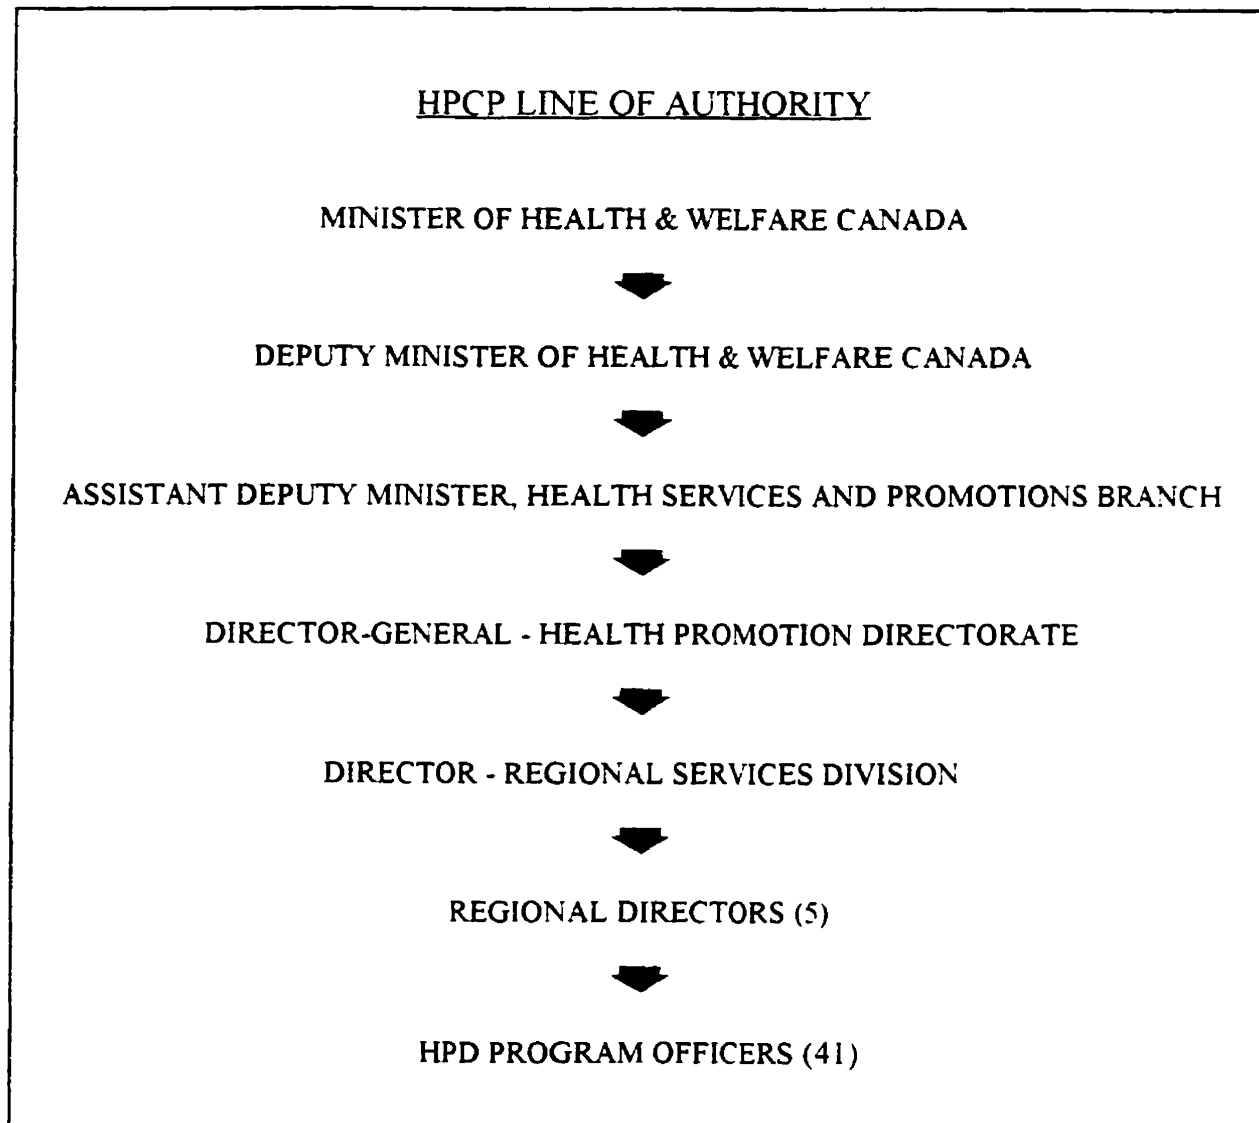 HPCP LINE OF AUTHORITY
MINISTER OF HEALTH & WELFARE CANADA
DEPUTY MINISTER OF HEALTH & WELFARE CANADA
ASSISTANT DEPUTY MINISTER, HEALTH SERVICES AND PROMOTIONS BRANCH
DIRECTOR-GENERAL - HEALTH PROMOTION DIRECTORATE
DIRECTOR - REGIONAL SERVICES DIVISION
REGIONAL DIRECTORS (5)
HPD PROGRAM OFFICERS (41)